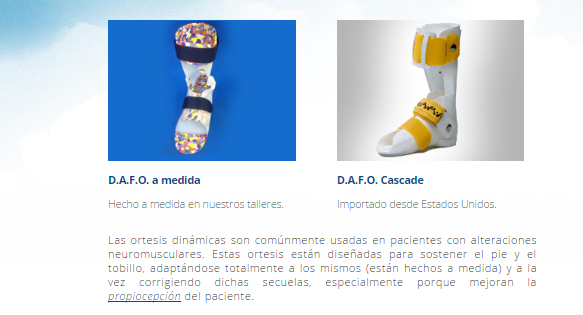 D.A.F.O. a medida
D.A.F.O. Cascade
Hecho a medida en nuestros talleres.
Importado desde Estados Unidos.
Las ortesis dinámicas son comúnmente usadas en pacientes con alteraciones
neuromusculares. Estas ortesis están diseñadas para sostener el pie y el
tobillo, adaptándose totalmente a los mismos (están hechos a medida) y a la
vez corrigiendo dichas secuelas, especialmente porque mejoran la
propiocepción del paciente.